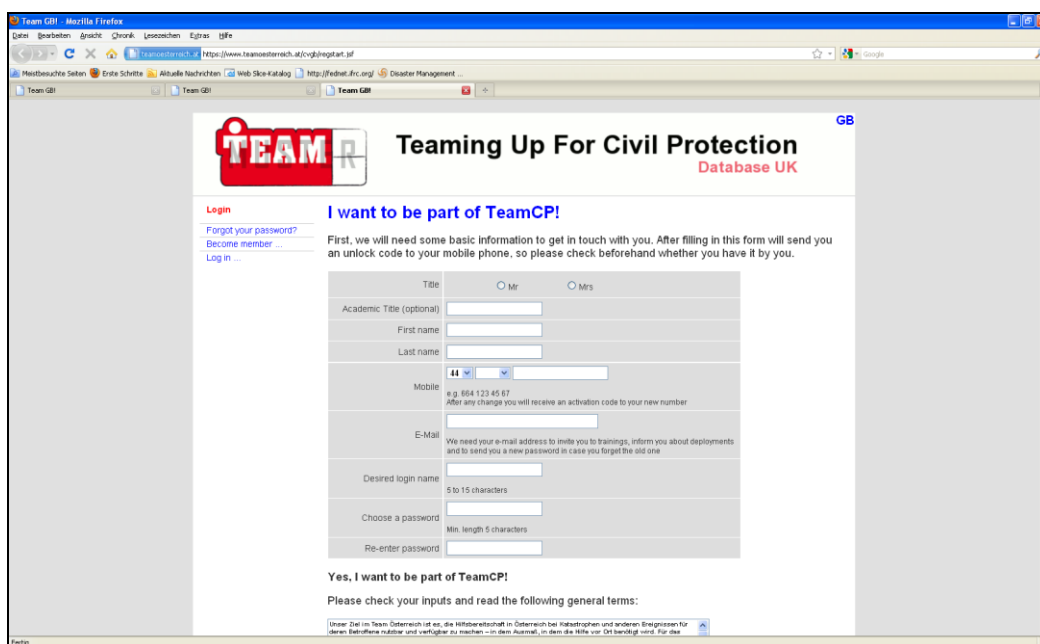 Team GB! - Mozilla Firefox
Datei Bearbeiten Ansicht Chronik Lesezeichen Extras Hilfe
teamoesterreich.at https://www.teamoesterreich.at/cvgb/regstart.jsf
Google
Meistbesuchte Seiten Erste Schritte Aktuelle Nachrichten Web Slice-Katalog http://fednet.ifrc.org/ Disaster Management ...
Team GB! Team GB! Team GB!
GB
TEAM R
Teaming Up For Civil Protection
Database UK
Login
Forgot your password?
Become member ...
Log in ...
I want to be part of TeamCP!
First, we will need some basic information to get in touch with you. After filling in this form will send you
an unlock code to your mobile phone, so please check beforehand whether you have it by you.
Title Mr Mrs
Academic Title (optional)
First name
Last name
Mobile 44
e.g. 664 123 45 67
After any change you will receive an activation code to your new number
E-Mail
We need your e-mail address to invite you to trainings, inform you about deployments
and to send you a new password in case you forget the old one
Desired login name
5 to 15 characters
Choose a password
Min. length 5 characters
Re-enter password
Yes, I want to be part of TeamCP!
Please check your inputs and read the following general terms:
Unser Ziel im Team Österreich ist es, die Hilfsbereitschaft in Österreich bei Katastrophen und anderen Ereignissen für
deren Betroffene nutzbar und verfügbar zu machen – in dem Ausmaß, in dem die Hilfe vor Ort benötigt wird. Für das
Fertig